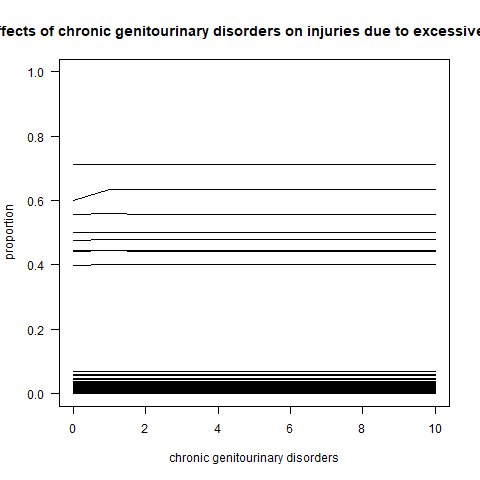 ffects of chronic genitourinary disorders on injuries due to excessive
1.0
0.8
0.6
0.4
0.2
0.0
proportion
0 2 4 6 8 10
chronic genitourinary disorders